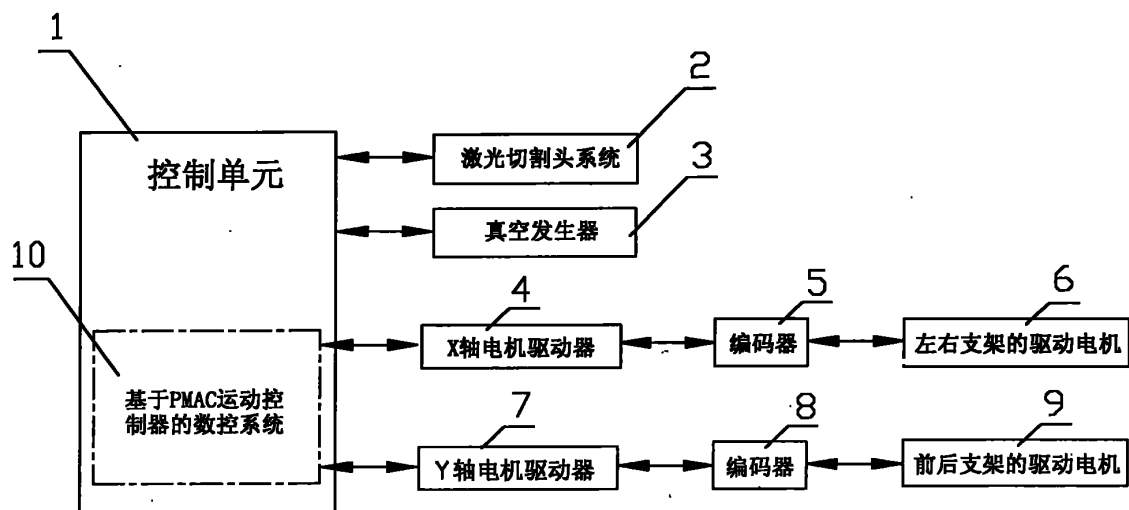 1
2
激光切割头系统
控制单元
3
真空发生器
10
4
5
6
X轴电机驱动器
编码器
左右支架的驱动电机
基于PMAC运动控
制器的数控系统
7
8
9
Y轴电机驱动器
编码器
前后支架的驱动电机